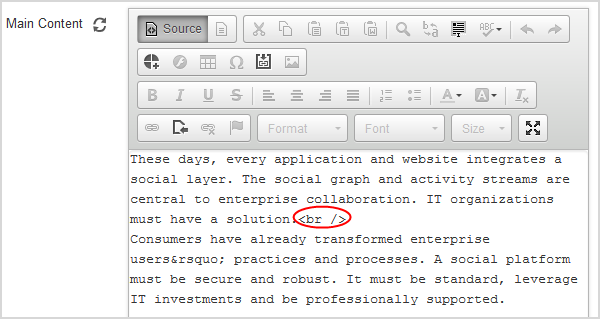 Main Content
Source
ABC
B I U S
A A Tx
Format Font Size
These days, every application and website integrates a
social layer. The social graph and activity streams are
central to enterprise collaboration. IT organizations
must have a solution.<br />
Consumers have already transformed enterprise
users&rsquo; practices and processes. A social platform
must be secure and robust. It must be standard, leverage
IT investments and be professionally supported.